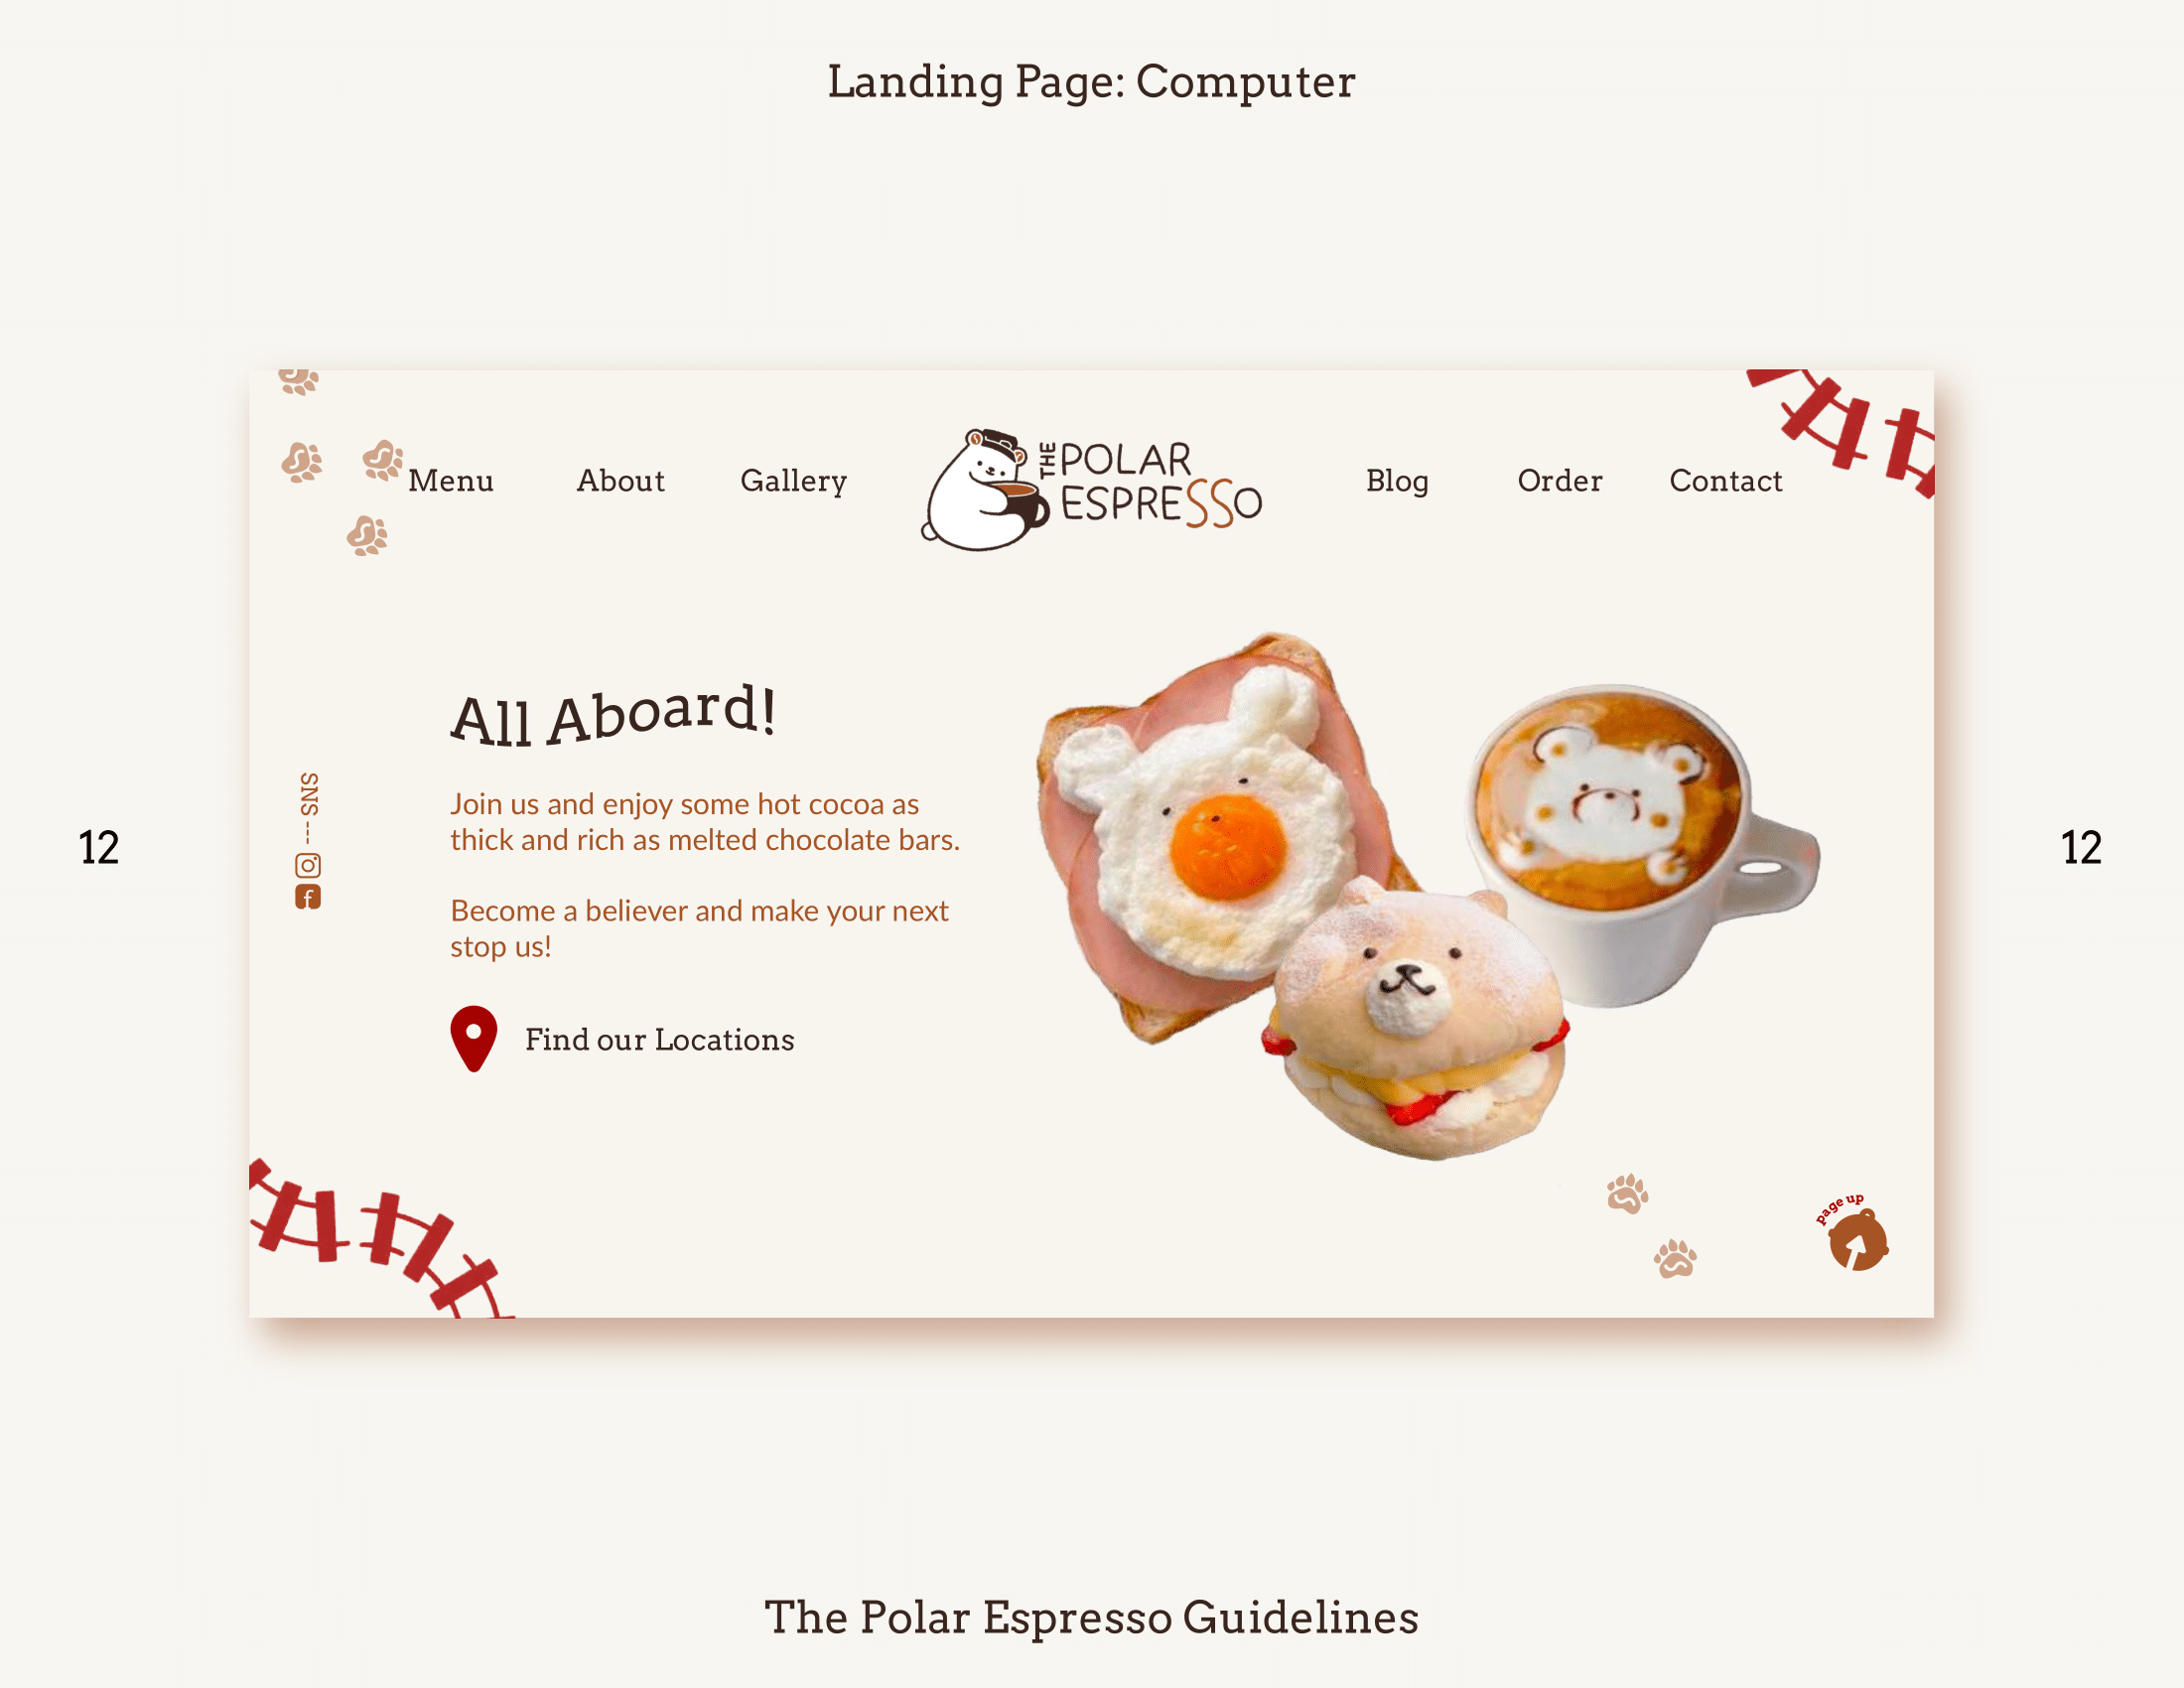 Landing Page: Computer
Menu
About
Gallery
THE POLAR
ESPRESSO
Blog
Order
Contact
All Aboard!
Join us and enjoy some hot cocoa as
thick and rich as melted chocolate bars.
Become a believer and make your next
stop us!
Find our Locations
SNS
page up
12
12
The Polar Espresso Guidelines